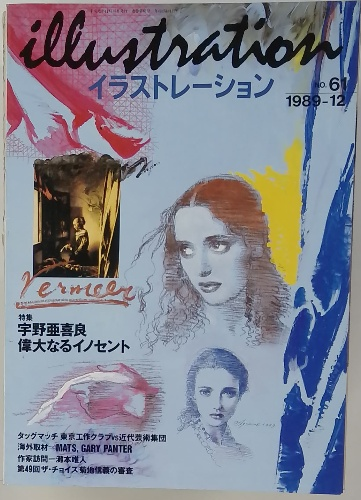 illustration
イラストレーション
NO. 61
1989-12
Vermeer
特集
宇野亜喜良
偉大なるイノセント
タッグマッチ 東京工作クラブvs近代芸術集団
海外取材—MATS, GARY PANTER
作家訪問—湯本雅人
第49回ザ・チョイス菊地信義の審査